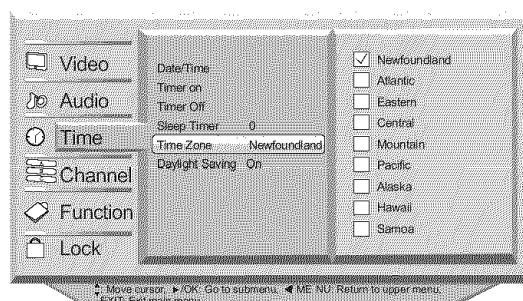 Video
Audio
Time
Channel
Function
Lock
Date/Time
Timer on
Timer Off
Sleep Timer 0
Time Zone Newfoundland
Daylight Saving On
Newfoundland
Atlantic
Eastern
Central
Mountain
Pacific
Alaska
Hawaii
Samoa
: Move cursor, ►/OK: Go to submenu, ◄ ME NU: Return to upper menu,
EXIT: Exit main menu